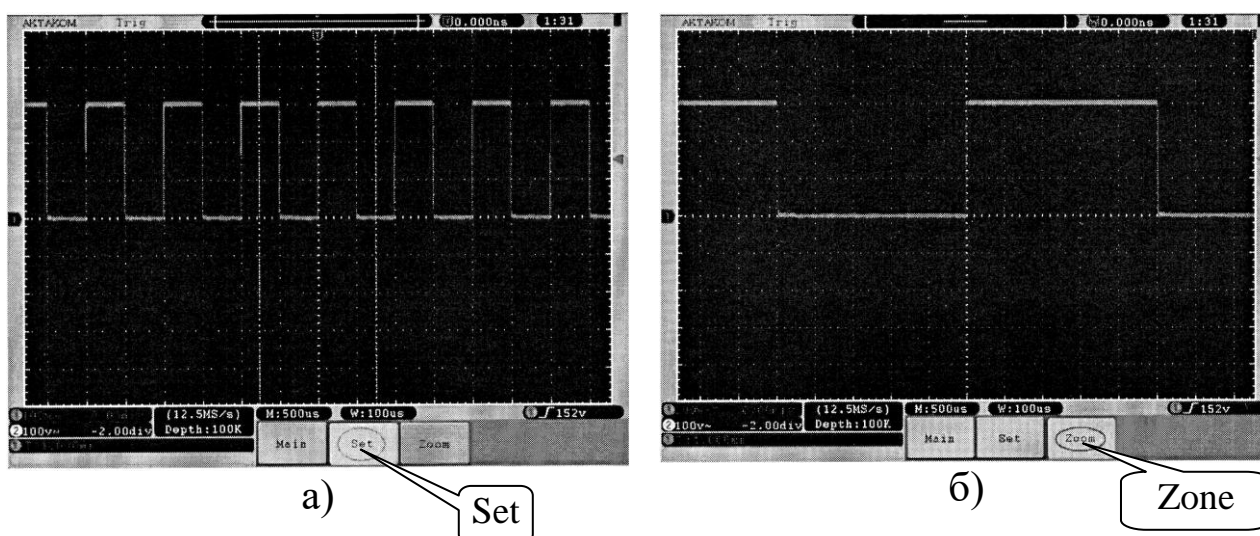 AKTAKOM Trig 0.000ns 1:31
(12.5MS/s) M:500us W:100us 152v
2 100v~ -2.00div Depth:100K
Main Set Zoom
а)
Set
AKTAKOM Trig 0.000ns 1:31
(12.5MS/s) M:500us W:100us 152v
2 100v~ -2.00div Depth:100K
Main Set Zoom
б)
Zone